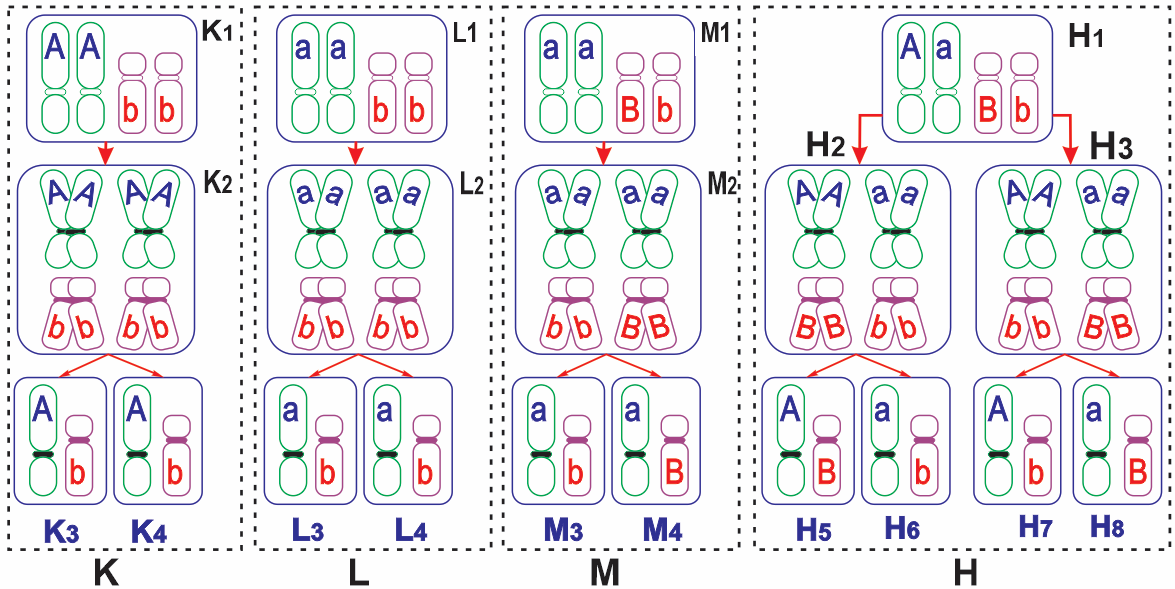 A A b b K1
a a b b L1
a a B b M1
A a B b H1
H2 H3
A A A A K2
a a a a L2
a a a a M2
A A a a
A A a a
b b b b
b b b b
b b B B
B B b b
b b B B
A b A b
a b a b
a b a B
A B a b
A b a B
K3 K4
L3 L4
M3 M4
H5 H6 H7 H8
K L M H